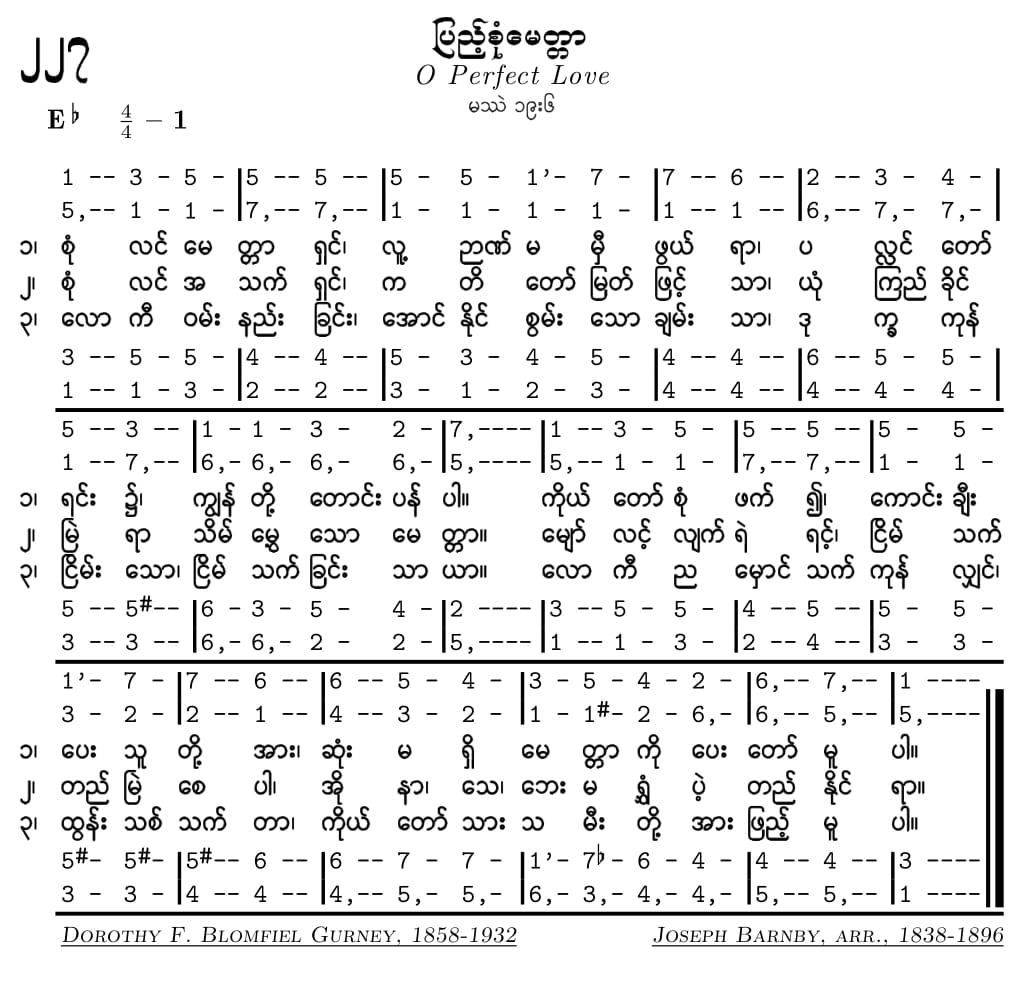 ၂၂၇
ပြည့်စုံမေတ္တာ
O Perfect Love
မဿဲ ၁၉း၆
E♭ 4/4 – 1
1 -- 3 - 5 - |5 -- 5 -- |5 - 5 - 1’- 7 - |7 -- 6 -- |2 -- 3 - 4 - |
5,-- 1 - 1 - |7,-- 7,-- |1 - 1 - 1 - 1 - |1 -- 1 -- |6,-- 7,- 7,- |
၁၊ စုံ လင် မေ တ္တာ ရှင်၊ လူ့ ဉာဏ် မ မှီ ဖွယ် ရာ၊ ပ လ္လင် တော်
၂၊ စုံ လင် အ သက် ရှင်၊ က တိ တော် မြတ် ဖြင့် သာ၊ ယုံ ကြည် ခိုင်
၃၊ လော ကီ ဝမ်း နည်း ခြင်း၊ အောင် နိုင် စွမ်း သော ချမ်း သာ၊ ဒု က္ခ ကုန်
3 -- 5 - 5 - |4 -- 4 -- |5 - 3 - 4 - 5 - |4 -- 4 -- |6 -- 5 - 5 - |
1 -- 1 - 3 - |2 -- 2 -- |3 - 1 - 2 - 3 - |4 -- 4 -- |4 -- 4 - 4 - |
5 -- 3 -- |1 - 1 - 3 - 2 - |7,---- |1 -- 3 - 5 - |5 -- 5 -- |5 - 5 -
1 -- 7,-- |6,- 6,- 6,- 6,- |5,---- |5,-- 1 - 1 - |7,-- 7,-- |1 - 1 -
၁၊ ရင်း ၌၊ ကျွန် တို့ တောင်း ပန် ပါ။ ကိုယ် တော် စုံ ဖက် ၍၊ ကောင်း ချီး
၂၊ မြဲ ရာ သိမ် မွှေ သော မေ တ္တာ။ မျှော် လင့် လျက် ရဲ ရင့်၊ ငြိမ် သက်
၃၊ ငြိမ်း သော၊ ငြိမ် သက် ခြင်း သာ ယာ။ လော ကီ ည မှောင် သက် ကုန် လျှင်၊
5 -- 5#-- |6 - 3 - 5 - 4 - |2 ---- |3 -- 5 - 5 - |4 -- 5 -- |5 - 5 -
3 -- 3 -- |6,- 6,- 2 - 2 - |5,---- |1 -- 1 - 3 - |2 -- 4 -- |3 - 3 -
1’- 7 - |7 -- 6 -- |6 -- 5 - 4 - |3 - 5 - 4 - 2 - |6,-- 7,-- |1 ----
3 - 2 - |2 -- 1 -- |4 -- 3 - 2 - |1 - 1#- 2 - 6,- |6,-- 5,-- |5,----
၁၊ ပေး သူ တို့ အား၊ ဆုံး မ ရှိ မေ တ္တာ ကို ပေး တော် မူ ပါ။
၂၊ တည် မြဲ စေ ပါ၊ အို နာ၊ သေ၊ ဘေး မ ရွှံ ပဲ့ တည် နိုင် ရာ။
၃၊ ထွန်း သစ် သက် တာ၊ ကိုယ် တော် သား သ မီး တို့ အား ဖြည့် မူ ပါ။
5#- 5#- |5#-- 6 -- |6 -- 7 - 7 - |1’- 7♭- 6 - 4 - |4 -- 4 -- |3 ----
3 - 3 - |4 -- 4 -- |4,-- 5,- 5,- |6,- 3,- 4,- 4,- |5,-- 5,-- |1 ----
Dorothy F. Blomfiel Gurney, 1858-1932
Joseph Barnby, arr., 1838-1896